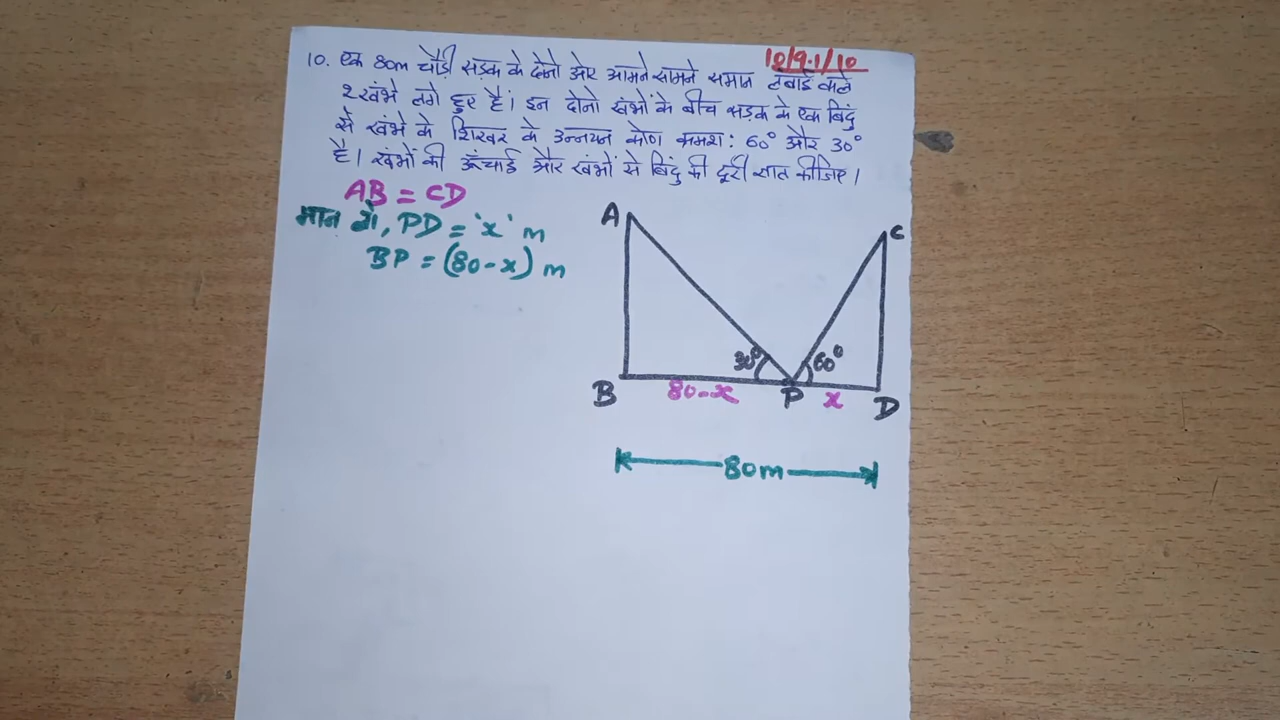 10/9.1/10
10. एक 80m चौड़ी सड़क के दोनो ओर आमने सामने समान लंबाई वाले
2 खंभे लगे हुए है। इन दोनो खंभों के बीच सड़क के एक बिंदु
से खंभे के शिखर के उन्नयन कोण क्रमश: 60° और 30°
है। खंभों की ऊंचाई और खंभों से बिंदु की दूरी ज्ञात कीजिए।
AB = CD
मान लो, PD = 'x' m
BP = (80-x) m
A
C
30°
60°
B
80-x
P
x
D
80m